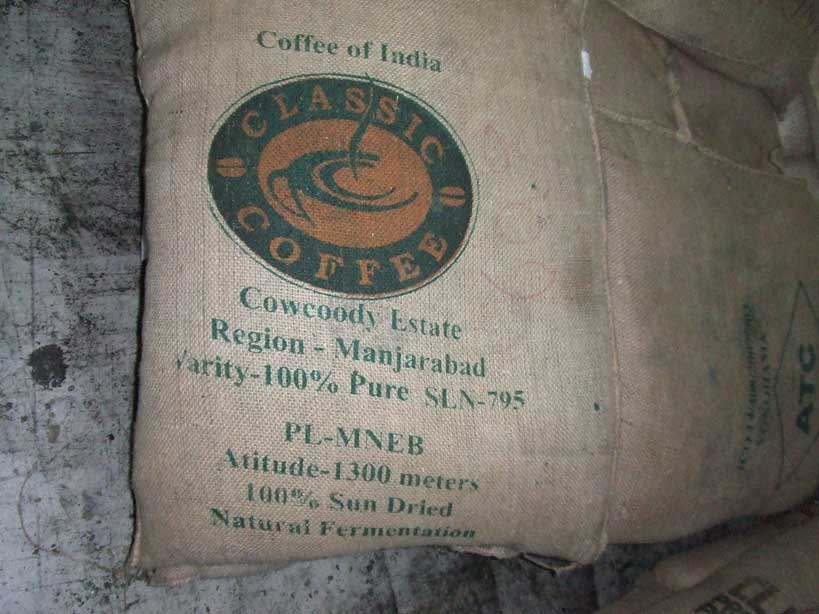 Coffee of India
CLASSIC
COFFEE
Cowcoody Estate
Region - Manjarabad
Varity-100% Pure SLN-795
PL-MNEB
Atitude-1300 meters
100% Sun Dried
Natural Fermentation
ATC
YOKOHAMA